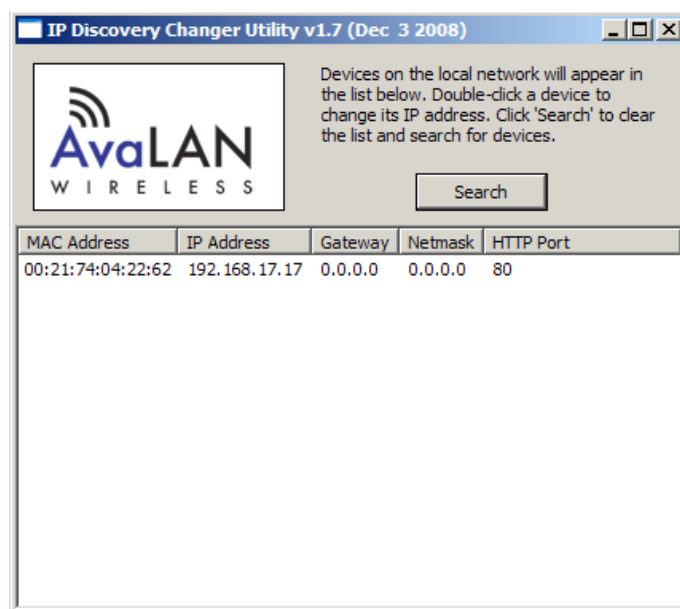 IP Discovery Changer Utility v1.7 (Dec  3 2008)
AvaLAN
WIRELESS
Devices on the local network will appear in
the list below. Double-click a device to
change its IP address. Click 'Search' to clear
the list and search for devices.
Search
MAC Address IP Address Gateway Netmask HTTP Port
00:21:74:04:22:62 192.168.17.17 0.0.0.0 0.0.0.0 80